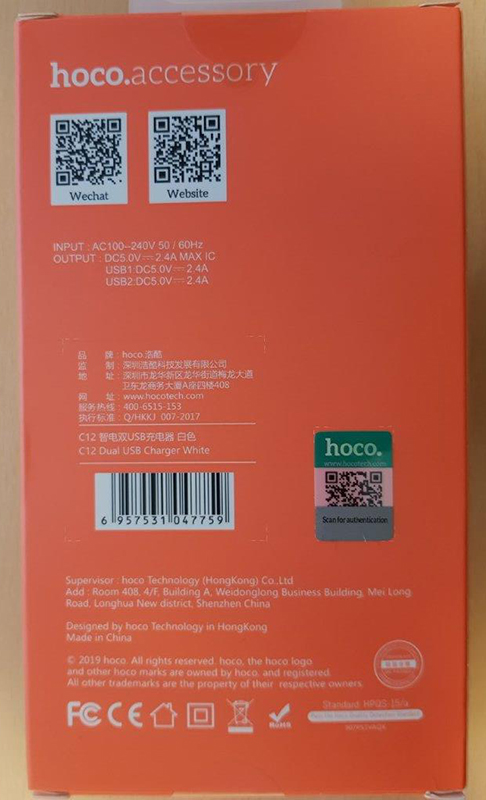 hoco.accessory
Wechat
Website
INPUT : AC100--240V 50 / 60Hz
OUTPUT : DC5.0V 2.4A MAX IC
USB1:DC5.0V 2.4A
USB2:DC5.0V 2.4A
品 牌 : hoco.浩酷
监 制 : 深圳浩酷科技发展有限公司
地 址 : 深圳市龙华新区龙华街道梅龙大道
卫东龙商务大厦A座四楼408
网 址 : www.hocotech.com
服务热线 : 400-6515-153
执行标准 : Q/HKKJ 007-2017
C12 智电双USB充电器 白色
C12 Dual USB Charger White
6 957531 047759
hoco.
Scan for authentication
Supervisor : hoco Technology (HongKong) Co.,Ltd
Add : Room 408, 4/F, Building A, Weidonglong Business Building, Mei Long
Road, Longhua New district, Shenzhen China
Designed by hoco Technology in HongKong
Made in China
© 2019 hoco. All rights reserved. hoco, the hoco logo
and other hoco marks are owned by hoco. and registered.
All other trademarks are the property of their respective owners.
FC CE
RoHS